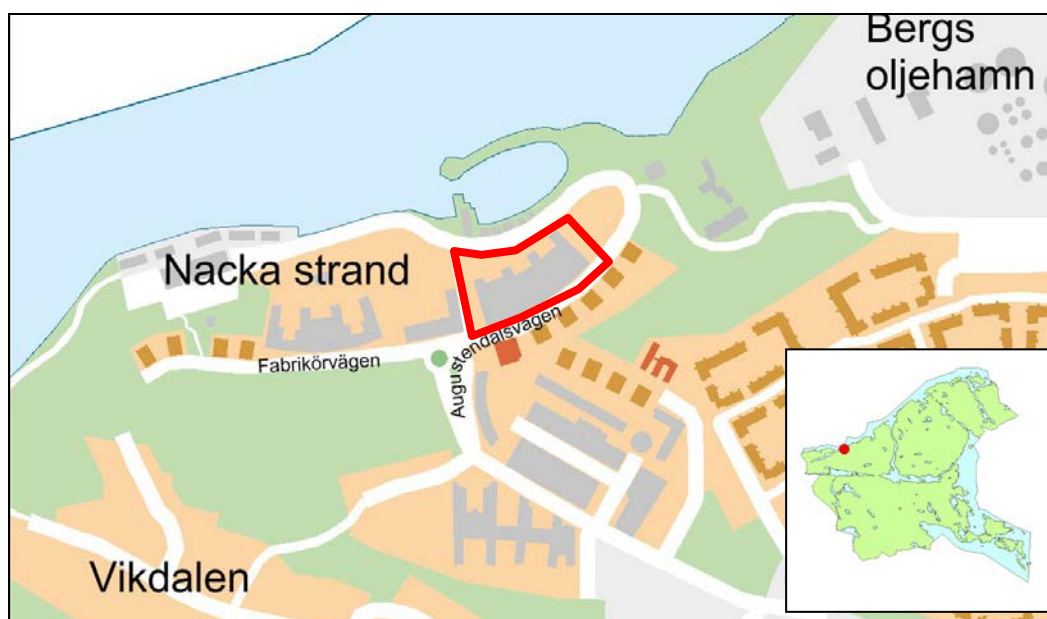 Bergs
oljehamn
Nacka strand
Augustendalsvägen
Fabrikörvägen
Vikdalen